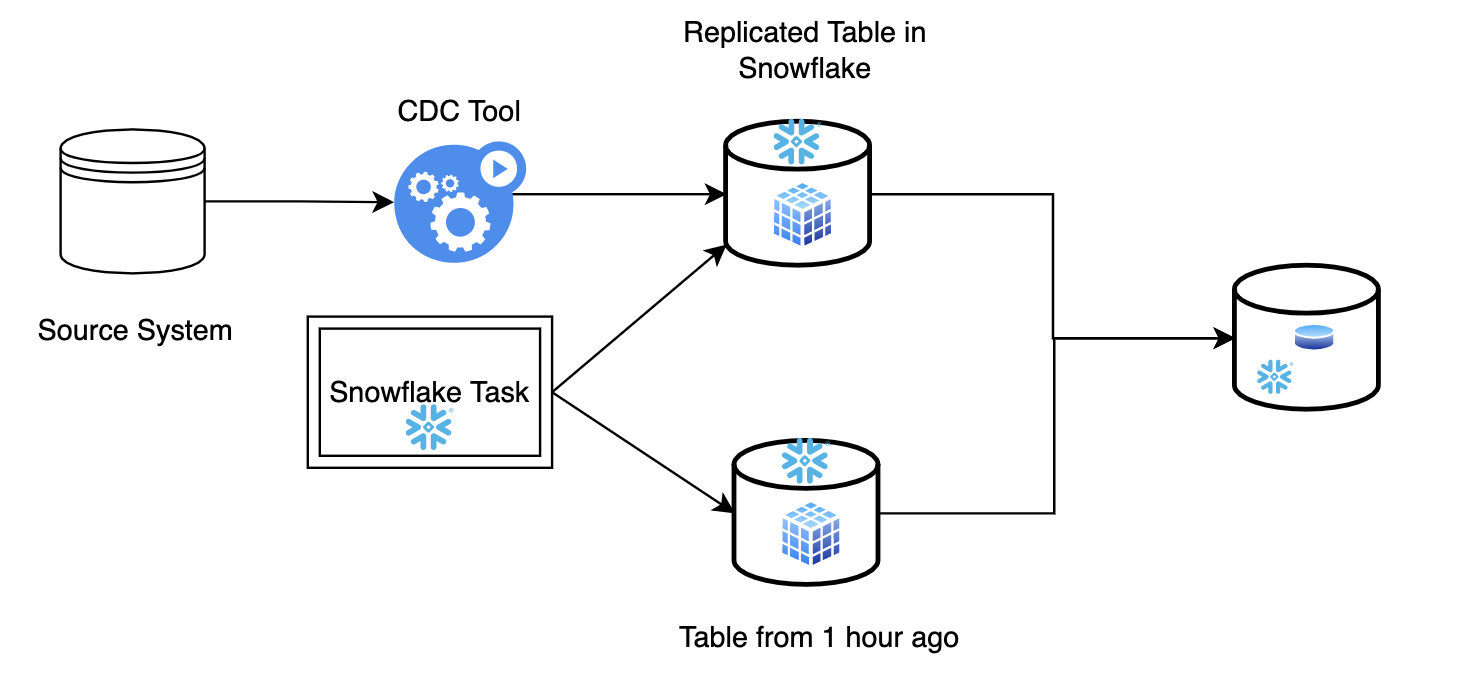 Replicated Table in
Snowflake
CDC Tool
Source System
Snowflake Task
Table from 1 hour ago